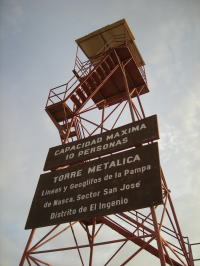 CAPACIDAD MAXIMA
10 PERSONAS
TORRE METALICA
Lineas y Geoglifos de la Pampa
de Nasca, Sector San José
Distrito de El Ingenio